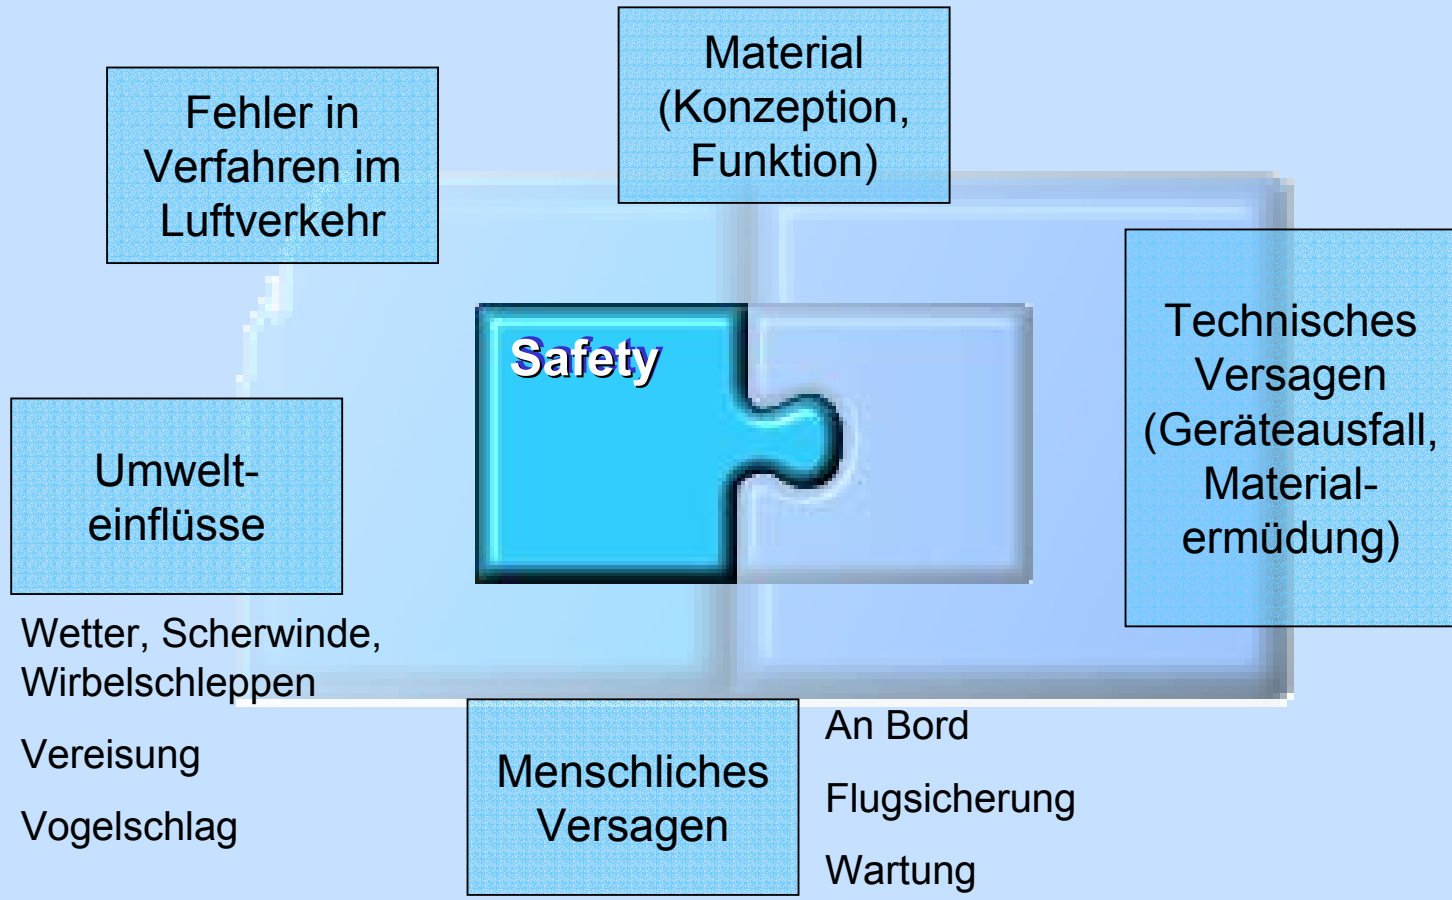 Material
(Konzeption,
Funktion)
Fehler in
Verfahren im
Luftverkehr
Technisches
Versagen
(Geräteausfall,
Material-
ermüdung)
Safety
Umwelt-
einflüsse
Wetter, Scherwinde,
Wirbelschleppen
Vereisung
Vogelschlag
Menschliches
Versagen
An Bord
Flugsicherung
Wartung